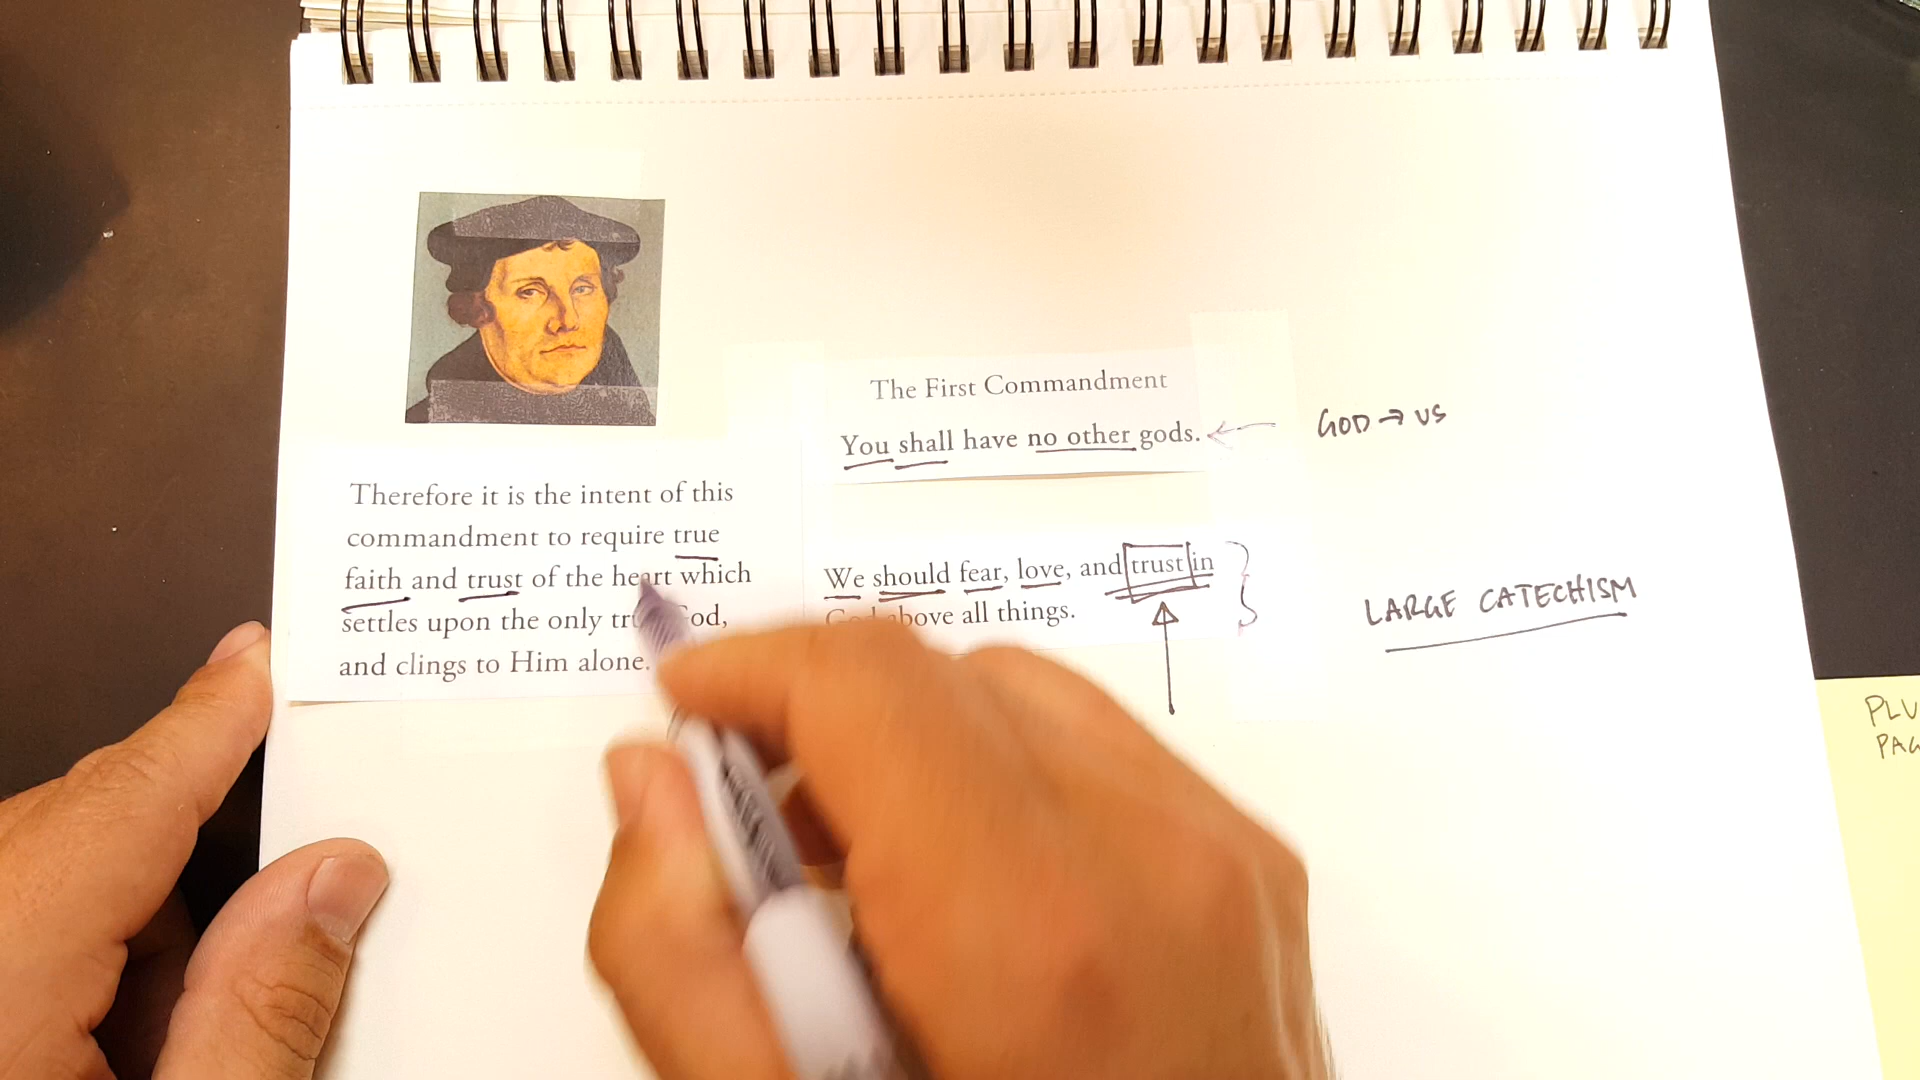 The First Commandment
You shall have no other gods.
GOD → US
Therefore it is the intent of this
commandment to require true
faith and trust of the heart which
settles upon the only God,
and clings to Him alone.
We should fear, love, and trust in
God above all things.
LARGE CATECHISM